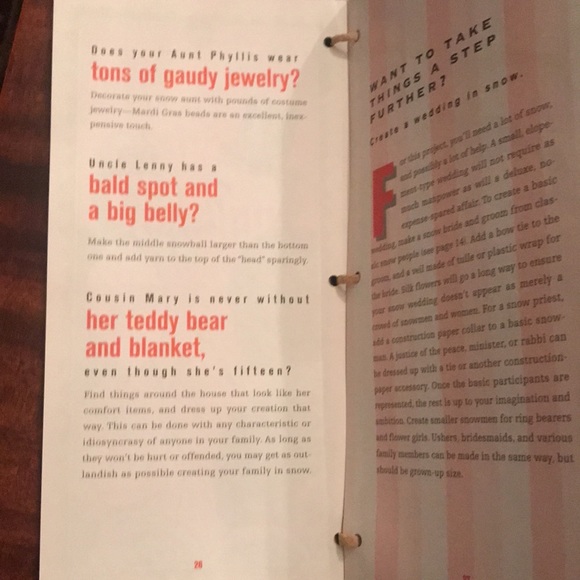 Does your Aunt Phyllis wear
tons of gaudy jewelry?
Decorate your snow aunt with pounds of costume
jewelry—Mardi Gras beads are an excellent, inex-
pensive touch.
Uncle Lenny has a
bald spot and
a big belly?
Make the middle snowball larger than the bottom
one and add yarn to the top of the "head" sparingly.
Cousin Mary is never without
her teddy bear
and blanket,
even though she's fifteen?
Find things around the house that look like her
comfort items, and dress up your creation that
way. This can be done with any characteristic or
idiosyncrasy of anyone in your family. As long as
they won't be hurt or offended, you may get as out-
landish as possible creating your family in snow.
26
WANT TO TAKE
THINGS A STEP
FURTHER?
Create a wedding in snow.
For this project, you'll need a lot of snow,
and possibly a lot of help. A small, elope-
ment-type wedding will not require as
much manpower as will a deluxe, no-
expense spared affair. To create a basic
wedding, make a snow bride and groom from clas-
sic snow people (see page 14). Add a bow tie to the
groom, and a veil made of tulle or plastic wrap for
the bride. Silk flowers will go a long way to ensure
your snow wedding doesn't appear as merely a
crowd of snowmen and women. For a snow priest,
add a construction paper collar to a basic snow-
man. A justice of the peace, minister, or rabbi can
be dressed up with a tie or another construction-
paper accessory. Once the basic participants are
represented, the rest is up to your imagination and
ambition. Create smaller snowmen for ring bearers
and flower girls. Ushers, bridesmaids, and various
family members can be made in the same way, but
should be grown-up size.